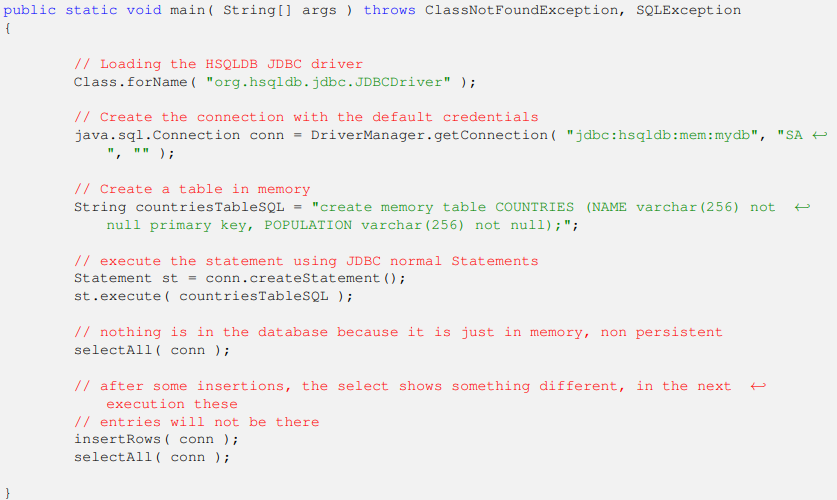 public static void main( String[] args ) throws ClassNotFoundException, SQLException
{
// Loading the HSQLDB JDBC driver
Class.forName( "org.hsqldb.jdbc.JDBCDriver" );
// Create the connection with the default credentials
java.sql.Connection conn = DriverManager.getConnection( "jdbc:hsqldb:mem:mydb", "SA ↩
", "" );
// Create a table in memory
String countriesTableSQL = "create memory table COUNTRIES (NAME varchar(256) not ↩
null primary key, POPULATION varchar(256) not null);";
// execute the statement using JDBC normal Statements
Statement st = conn.createStatement();
st.execute( countriesTableSQL );
// nothing is in the database because it is just in memory, non persistent
selectAll( conn );
// after some insertions, the select shows something different, in the next ↩
execution these
// entries will not be there
insertRows( conn );
selectAll( conn );
}